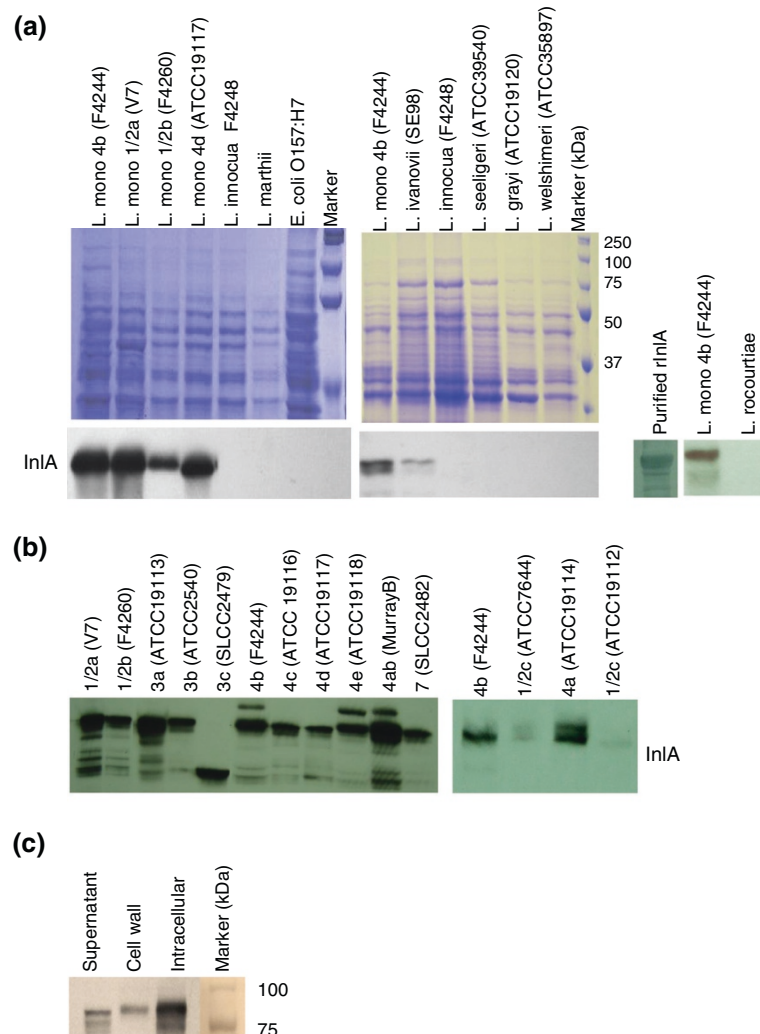 (a)
L. mono 4b (F4244)
L. mono 1/2a (V7)
L. mono 1/2b (F4260)
L. mono 4d (ATCC19117)
L. innocua F4248
L. marthii
E. coli O157:H7
Marker
L. mono 4b (F4244)
L. ivanovii (SE98)
L. innocua (F4248)
L. seeligeri (ATCC39540)
L. grayi (ATCC19120)
L. welshimeri (ATCC35897)
Marker (kDa)
250
100
75
50
37
Purified rInlA
L. mono 4b (F4244)
L. rocourtiae
InlA
(b)
1/2a (V7)
1/2b (F4260)
3a (ATCC19113)
3b (ATCC2540)
3c (SLCC2479)
4b (F4244)
4c (ATCC 19116)
4d (ATCC19117)
4e (ATCC19118)
4ab (MurrayB)
7 (SLCC2482)
4b (F4244)
1/2c (ATCC7644)
4a (ATCC19114)
1/2c (ATCC19112)
InlA
(c)
Supernatant
Cell wall
Intracellular
Marker (kDa)
100
75